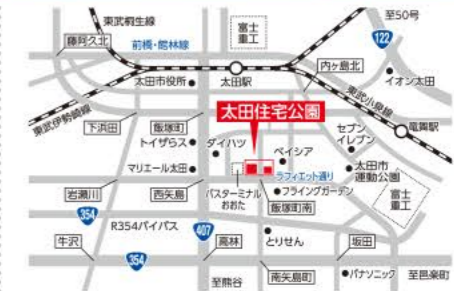 東武桐生線
至50号
藤阿久北
前橋・館林線
富士
重工
122
内ヶ島北
イオン太田
太田市役所
太田駅
東武小泉線
東武伊勢崎線
太田住宅公園
竜舞駅
下浜田
飯塚町
トイザらス
ダイハツ
セブン
イレブン
ベイシア
マリエール太田
ラフィエット通り
太田市
運動公園
岩瀬川
西矢島
バスターミナル
おおた
フライングガーデン
飯塚町南
富士
重工
354
R354バイパス
407
とりせん
牛沢
354
高林
坂田
至熊谷
南矢島町
パナソニック
至邑楽町